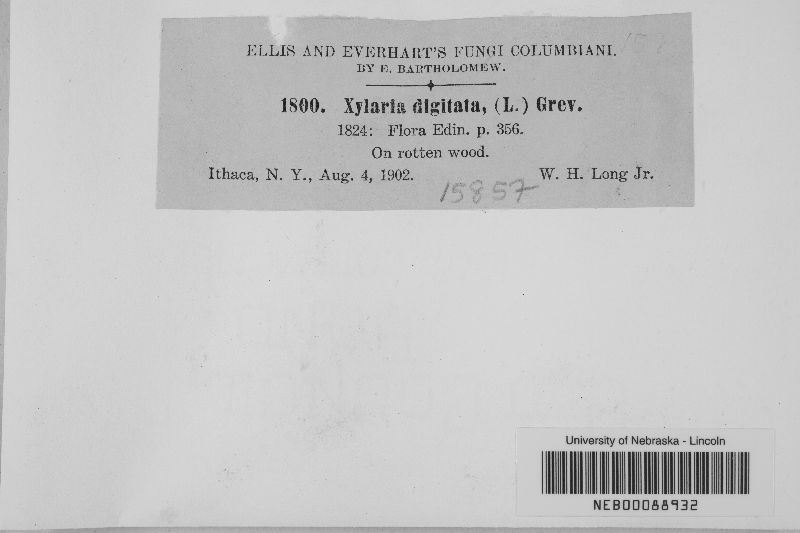 ELLIS AND EVERHART'S FUNGI COLUMBIANI.
BY E. BARTHOLOMEW.
1800. Xylaria digitata, (L.) Grev.
1824: Flora Edin. p. 356.
On rotten wood.
Ithaca, N. Y., Aug. 4, 1902. W. H. Long Jr.
15857
University of Nebraska - Lincoln
NEB00088932